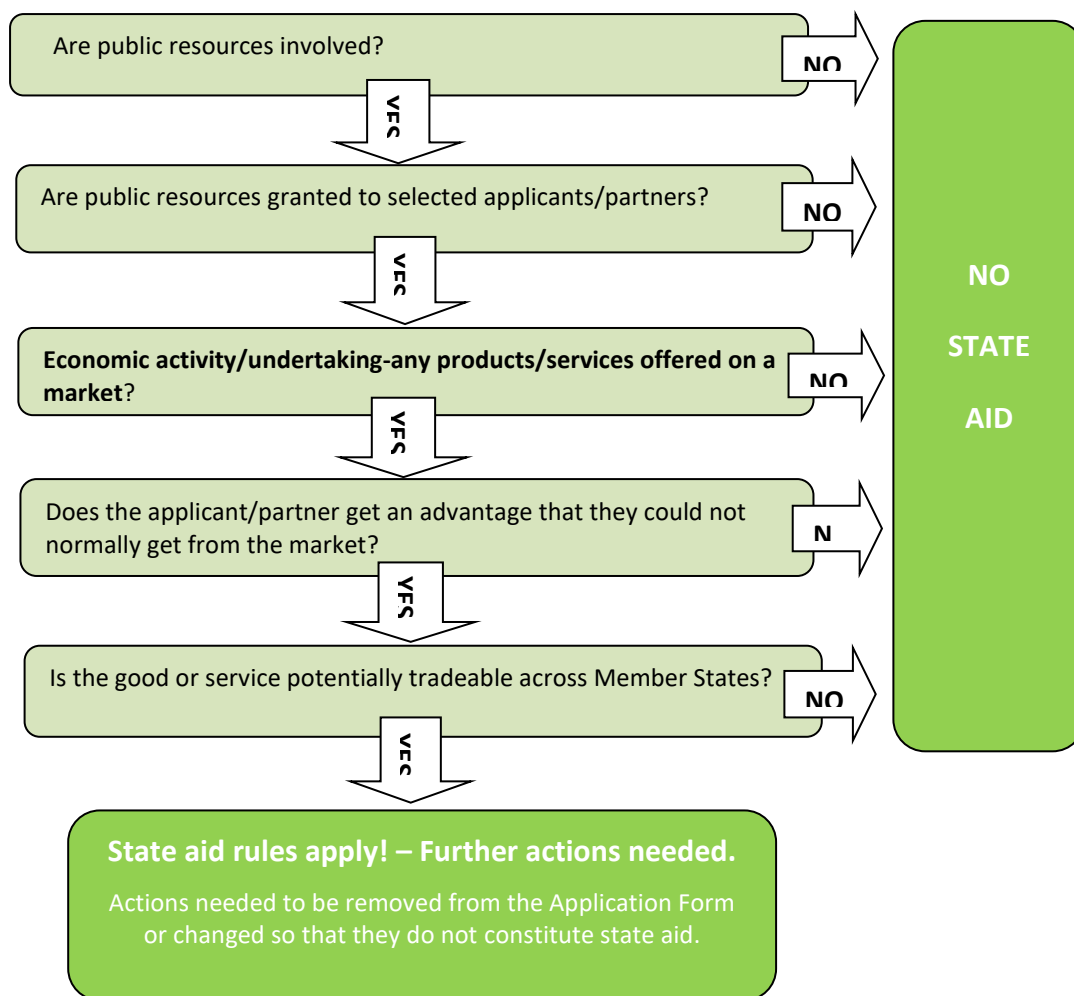 Are public resources involved?
NO
YES
Are public resources granted to selected applicants/partners?
NO
YES
Economic activity/undertaking-any products/services offered on a
market?
NO
YES
Does the applicant/partner get an advantage that they could not
normally get from the market?
N
YES
Is the good or service potentially tradeable across Member States?
NO
YES
NO
STATE
AID
State aid rules apply! – Further actions needed.
Actions needed to be removed from the Application Form
or changed so that they do not constitute state aid.